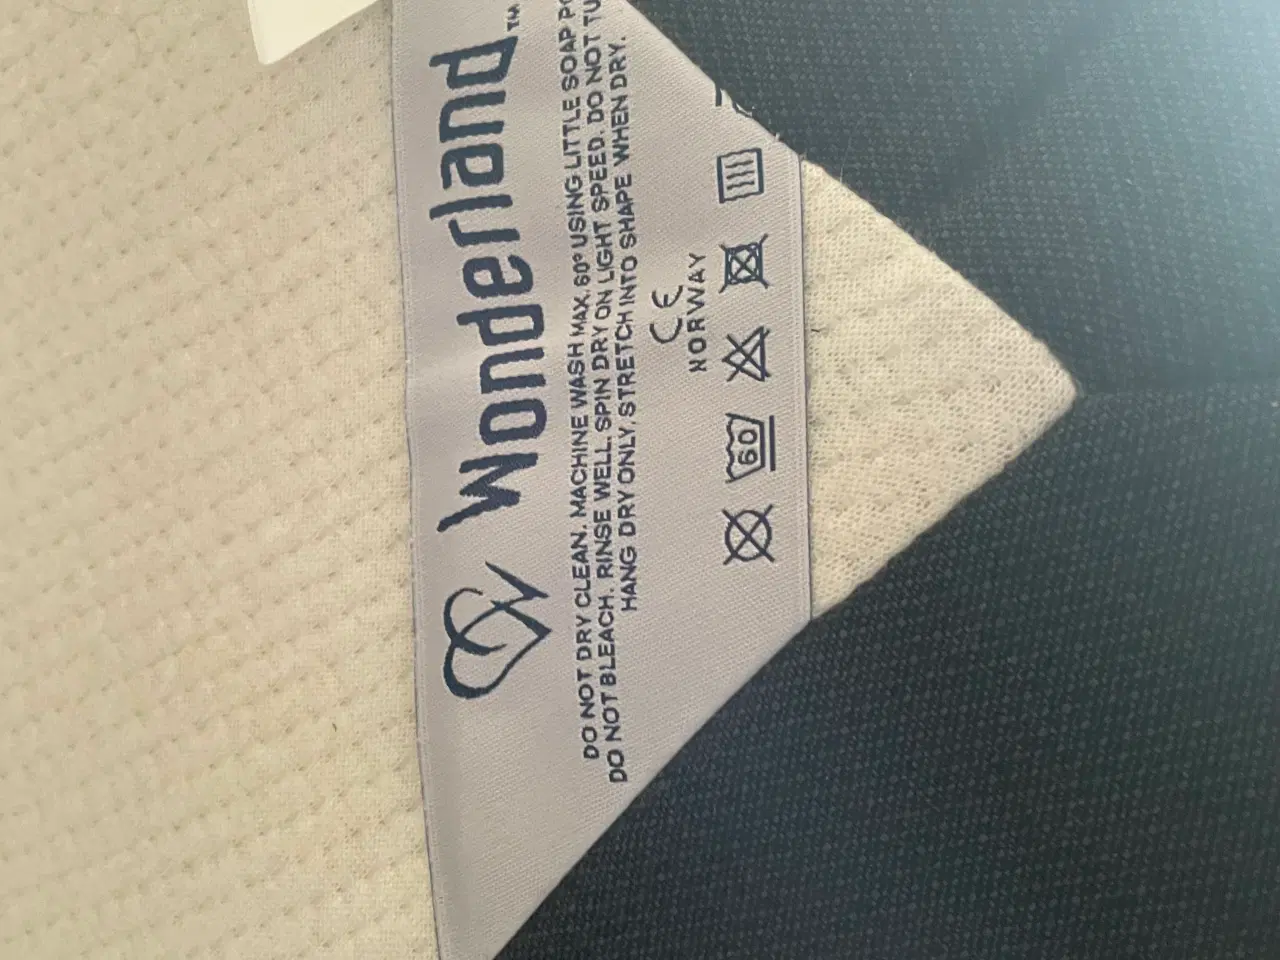 Wonderland™
DO NOT DRY CLEAN. MACHINE WASH MAX. 60° USING LITTLE SOAP
DO NOT BLEACH. RINSE WELL. SPIN DRY ON LIGHT SPEED. DO NOT
HANG DRY ONLY, STRETCH INTO SHAPE WHEN DRY.
CE
NORWAY
60